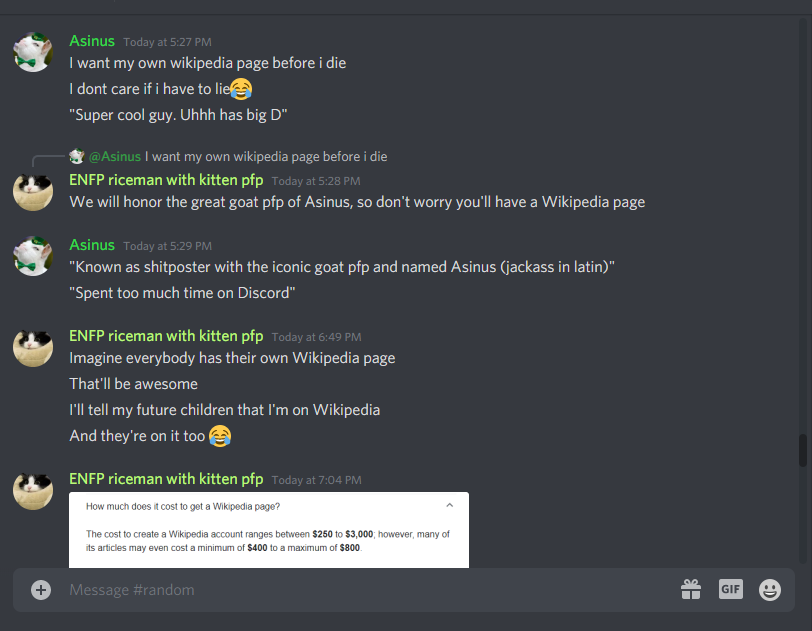 Asinus Today at 5:27 PM
I want my own wikipedia page before i die
I dont care if i have to lie😂
"Super cool guy. Uhhh has big D"
@Asinus I want my own wikipedia page before i die
ENFP riceman with kitten pfp Today at 5:28 PM
We will honor the great goat pfp of Asinus, so don't worry you'll have a Wikipedia page
Asinus Today at 5:29 PM
"Known as shitposter with the iconic goat pfp and named Asinus (jackass in latin)"
"Spent too much time on Discord"
ENFP riceman with kitten pfp Today at 6:49 PM
Imagine everybody has their own Wikipedia page
That'll be awesome
I'll tell my future children that I'm on Wikipedia
And they're on it too 😂
ENFP riceman with kitten pfp Today at 7:04 PM
How much does it cost to get a Wikipedia page?
The cost to create a Wikipedia account ranges between $250 to $3,000; however, many of
its articles may even cost a minimum of $400 to a maximum of $800.
Message #random
GIF